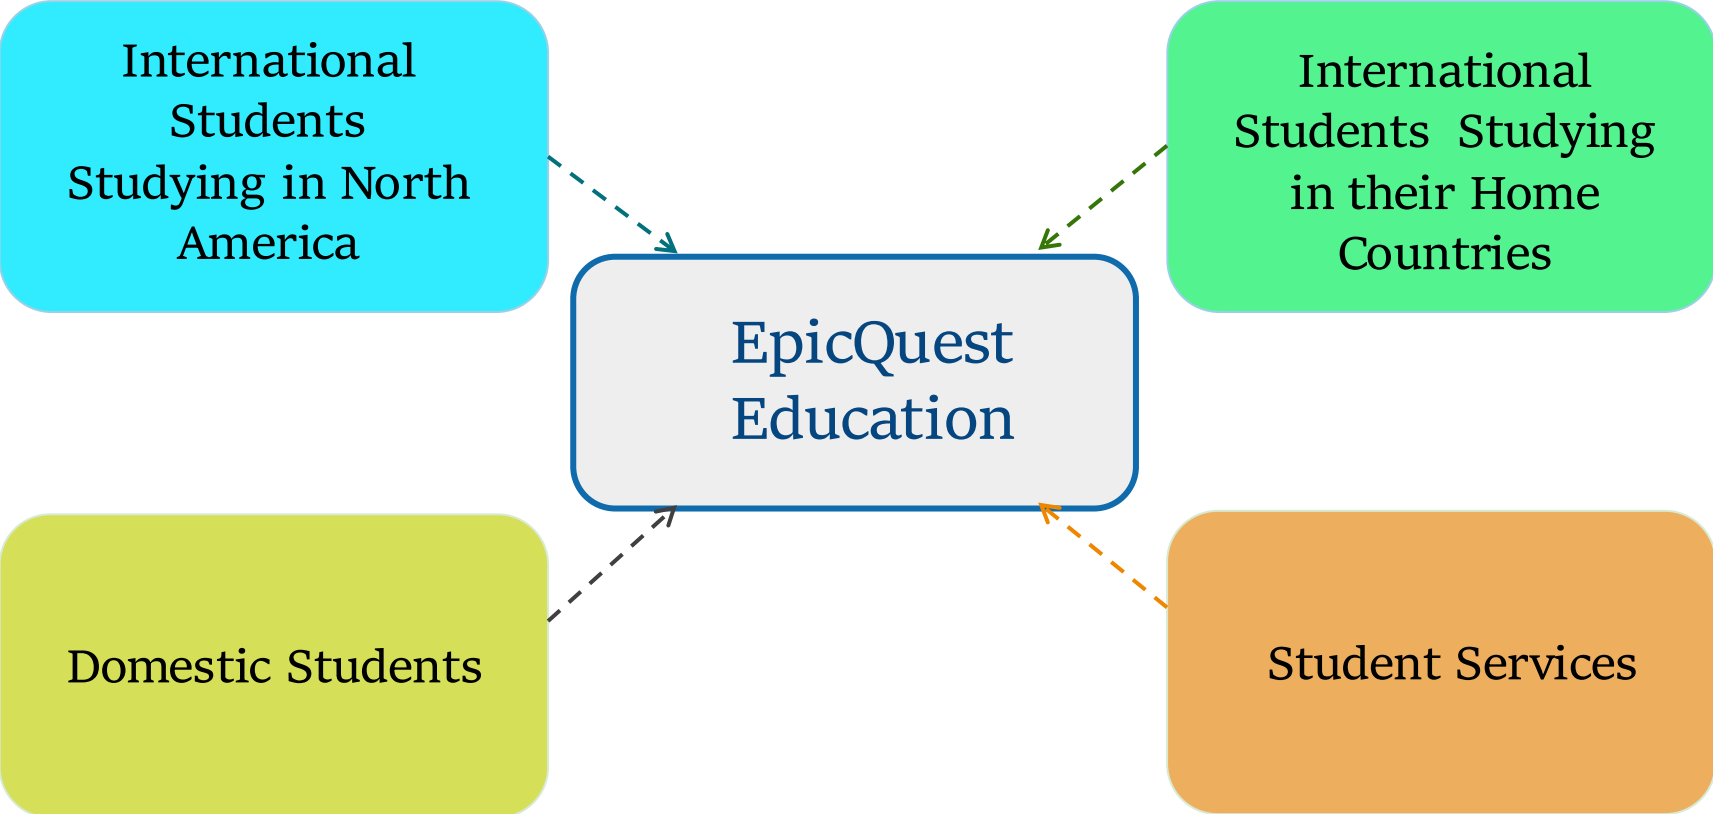 International
Students
Studying in North
America
International
Students  Studying
in their Home
Countries
EpicQuest
Education
Domestic Students
Student Services